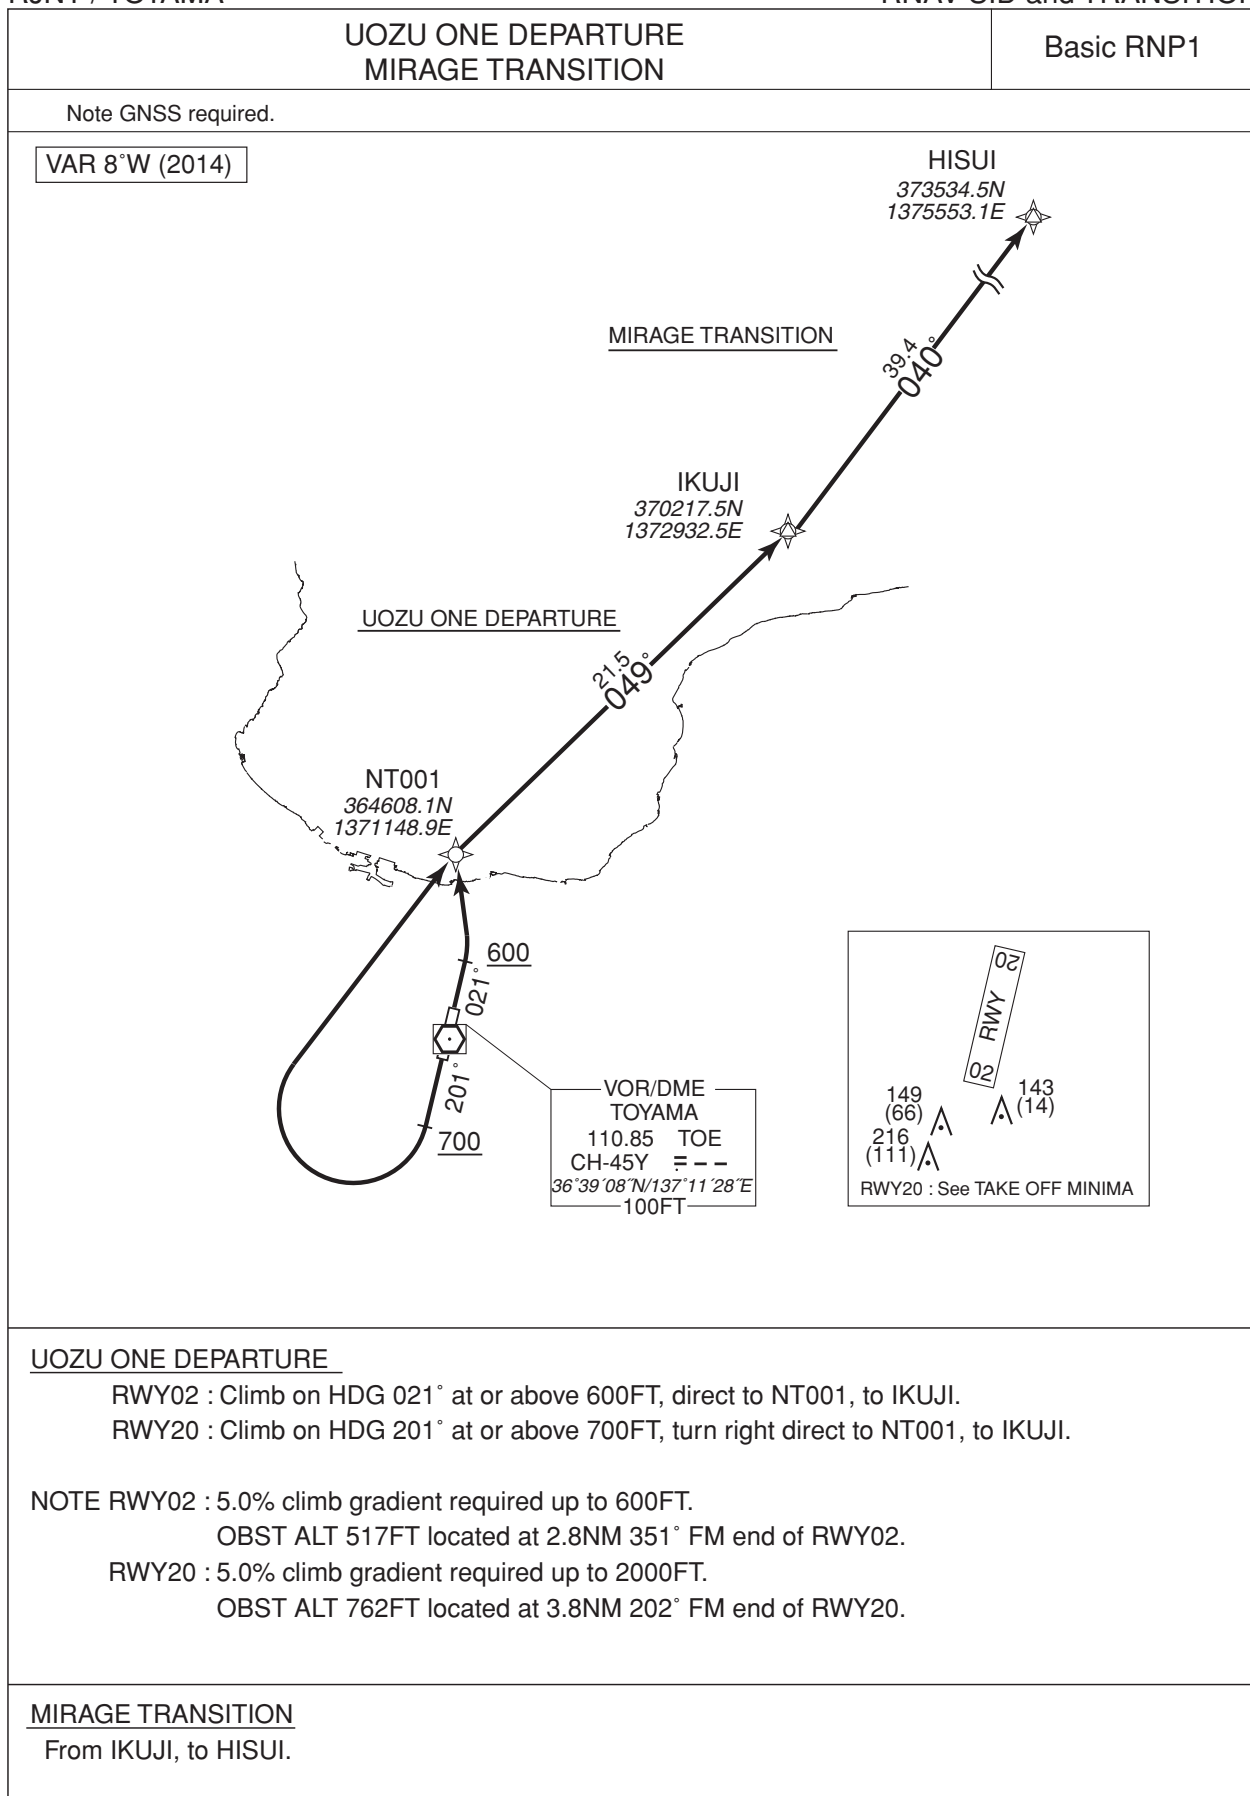 UOZU ONE DEPARTURE
MIRAGE TRANSITION
Basic RNP1
Note GNSS required.
VAR 8°W (2014)
HISUI
373534.5N
1375553.1E
MIRAGE TRANSITION
39.4
040°
IKUJI
370217.5N
1372932.5E
UOZU ONE DEPARTURE
21.5
049°
NT001
364608.1N
1371148.9E
600
021°
201°
700
VOR/DME
TOYAMA
110.85 TOE
CH-45Y
36°39´08˝N/137°11´28˝E
100FT
20
RWY
02
149
(66)
143
(14)
216
(111)
RWY20 : See TAKE OFF MINIMA
UOZU ONE DEPARTURE
RWY02 : Climb on HDG 021° at or above 600FT, direct to NT001, to IKUJI.
RWY20 : Climb on HDG 201° at or above 700FT, turn right direct to NT001, to IKUJI.
NOTE RWY02 : 5.0% climb gradient required up to 600FT.
OBST ALT 517FT located at 2.8NM 351° FM end of RWY02.
RWY20 : 5.0% climb gradient required up to 2000FT.
OBST ALT 762FT located at 3.8NM 202° FM end of RWY20.
MIRAGE TRANSITION
From IKUJI, to HISUI.